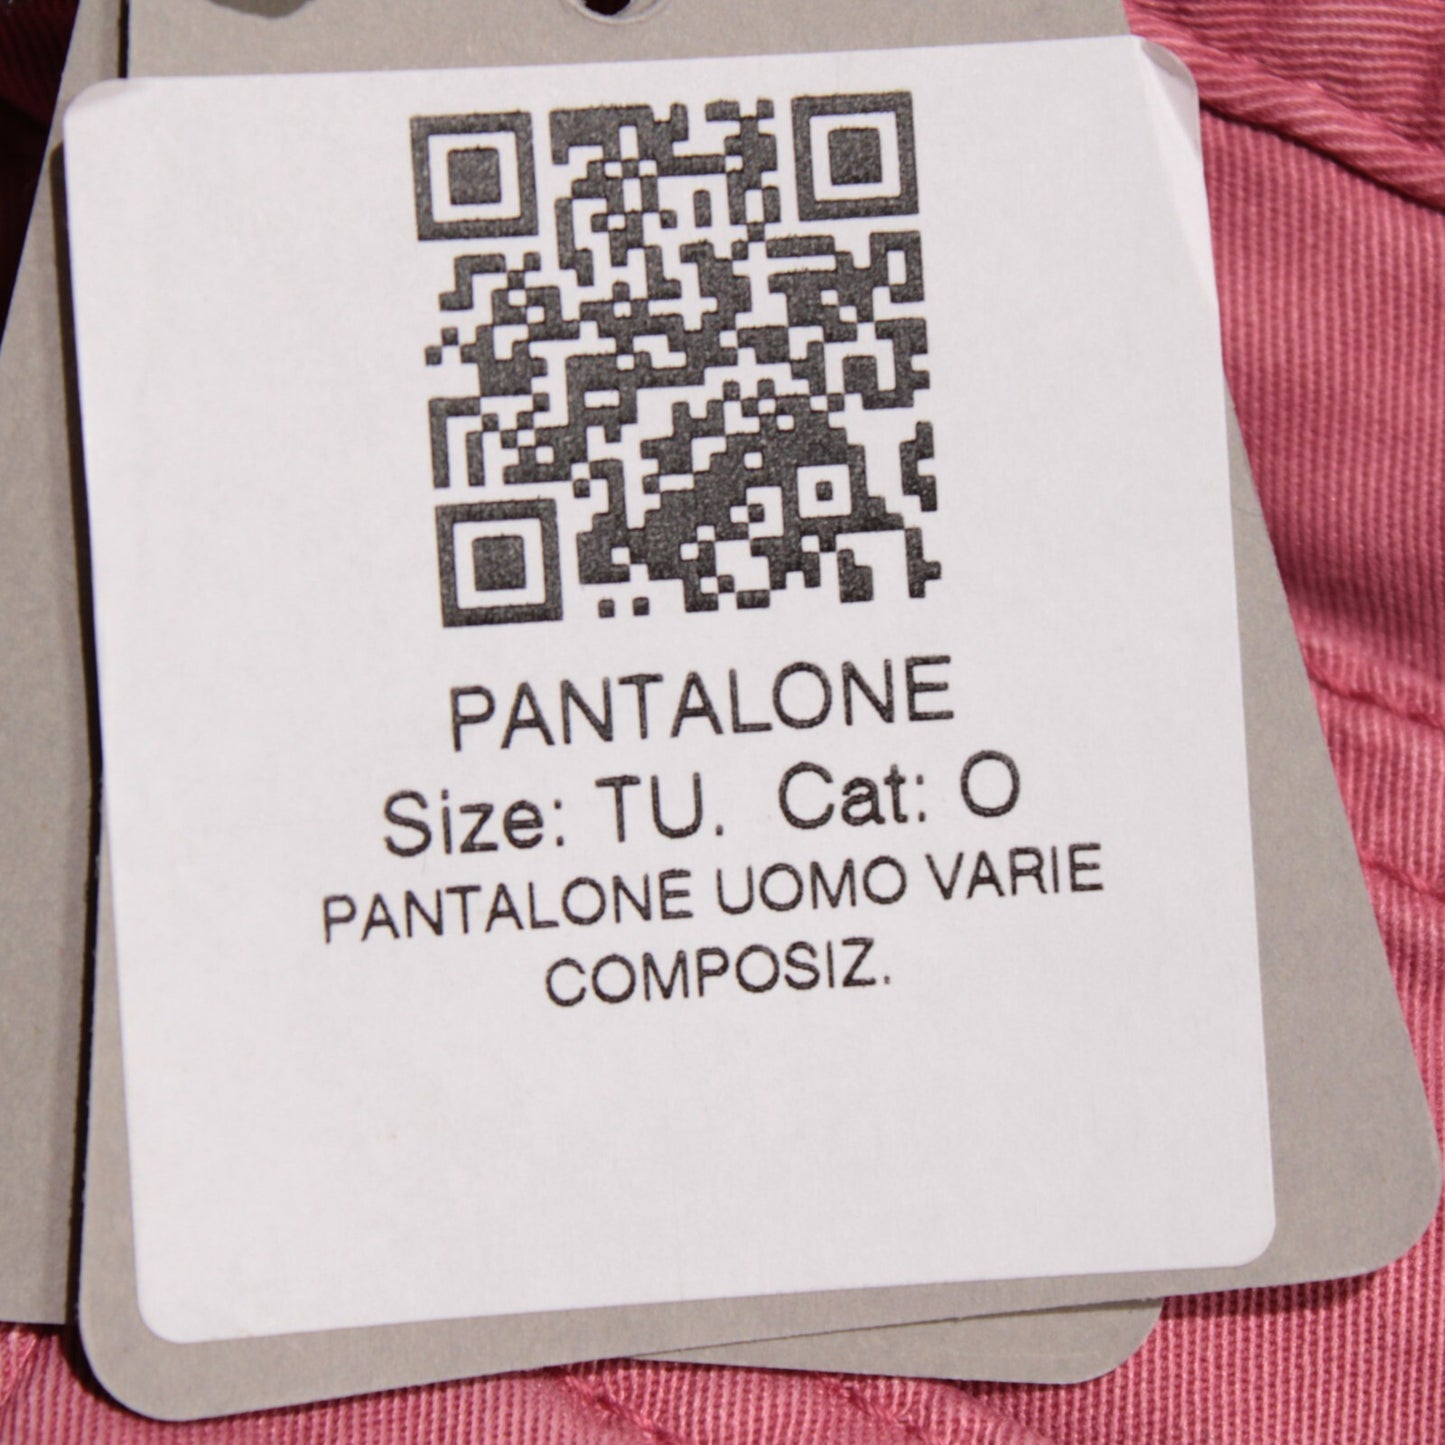 PANTALONE
Size: TU. Cat: O
PANTALONE UOMO VARIE
COMPOSIZ.